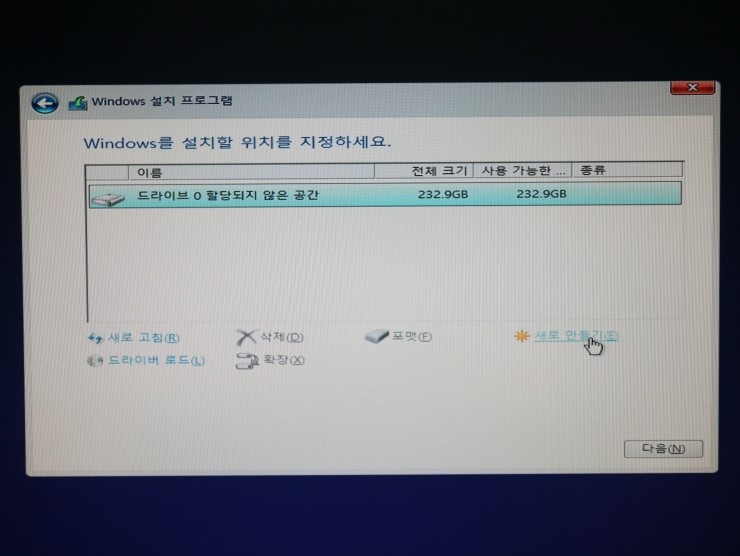 Windows 설치 프로그램
Windows를 설치할 위치를 지정하세요.
이름 전체 크기 사용 가능한 ... 종류
드라이브 0 할당되지 않은 공간 232.9GB 232.9GB
새로 고침(R) 삭제(D) 포맷(F) 새로 만들기(E)
드라이버 로드(L) 확장(X)
다음(N)